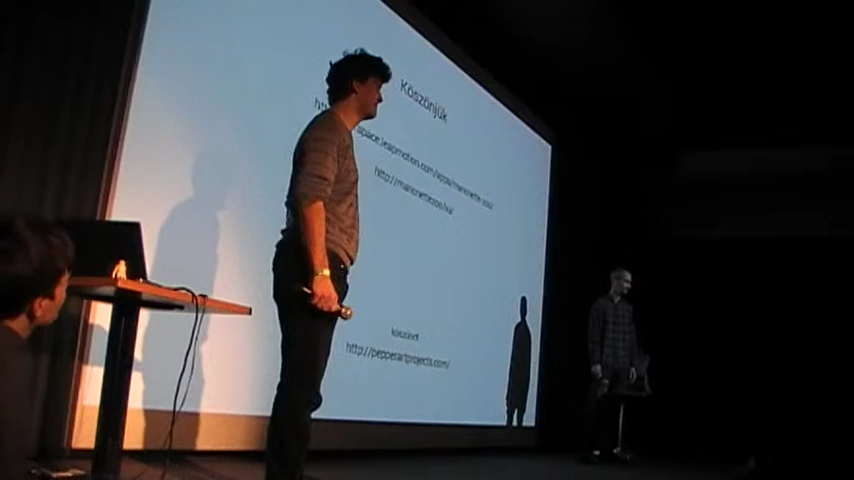 Köszönjük
space.leapmotion.com/apps/marionette-zoo/
http://marionettezoo.hu/
köszönet
http://pepperartprojects.com/